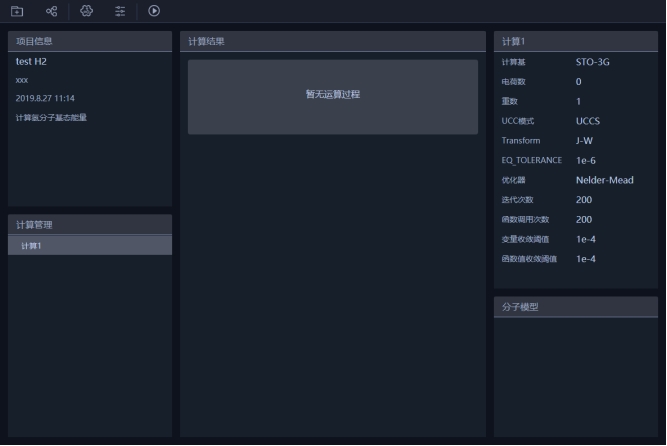 项目信息
test H2
xxx
2019.8.27 11:14
计算氢分子基态能量
计算管理
计算1
计算结果
暂无运算过程
计算1
计算基 STO-3G
电荷数 0
重数 1
UCC模式 UCCS
Transform J-W
EQ_TOLERANCE 1e-6
优化器 Nelder-Mead
迭代次数 200
函数调用次数 200
变量收敛阈值 1e-4
函数值收敛阈值 1e-4
分子模型